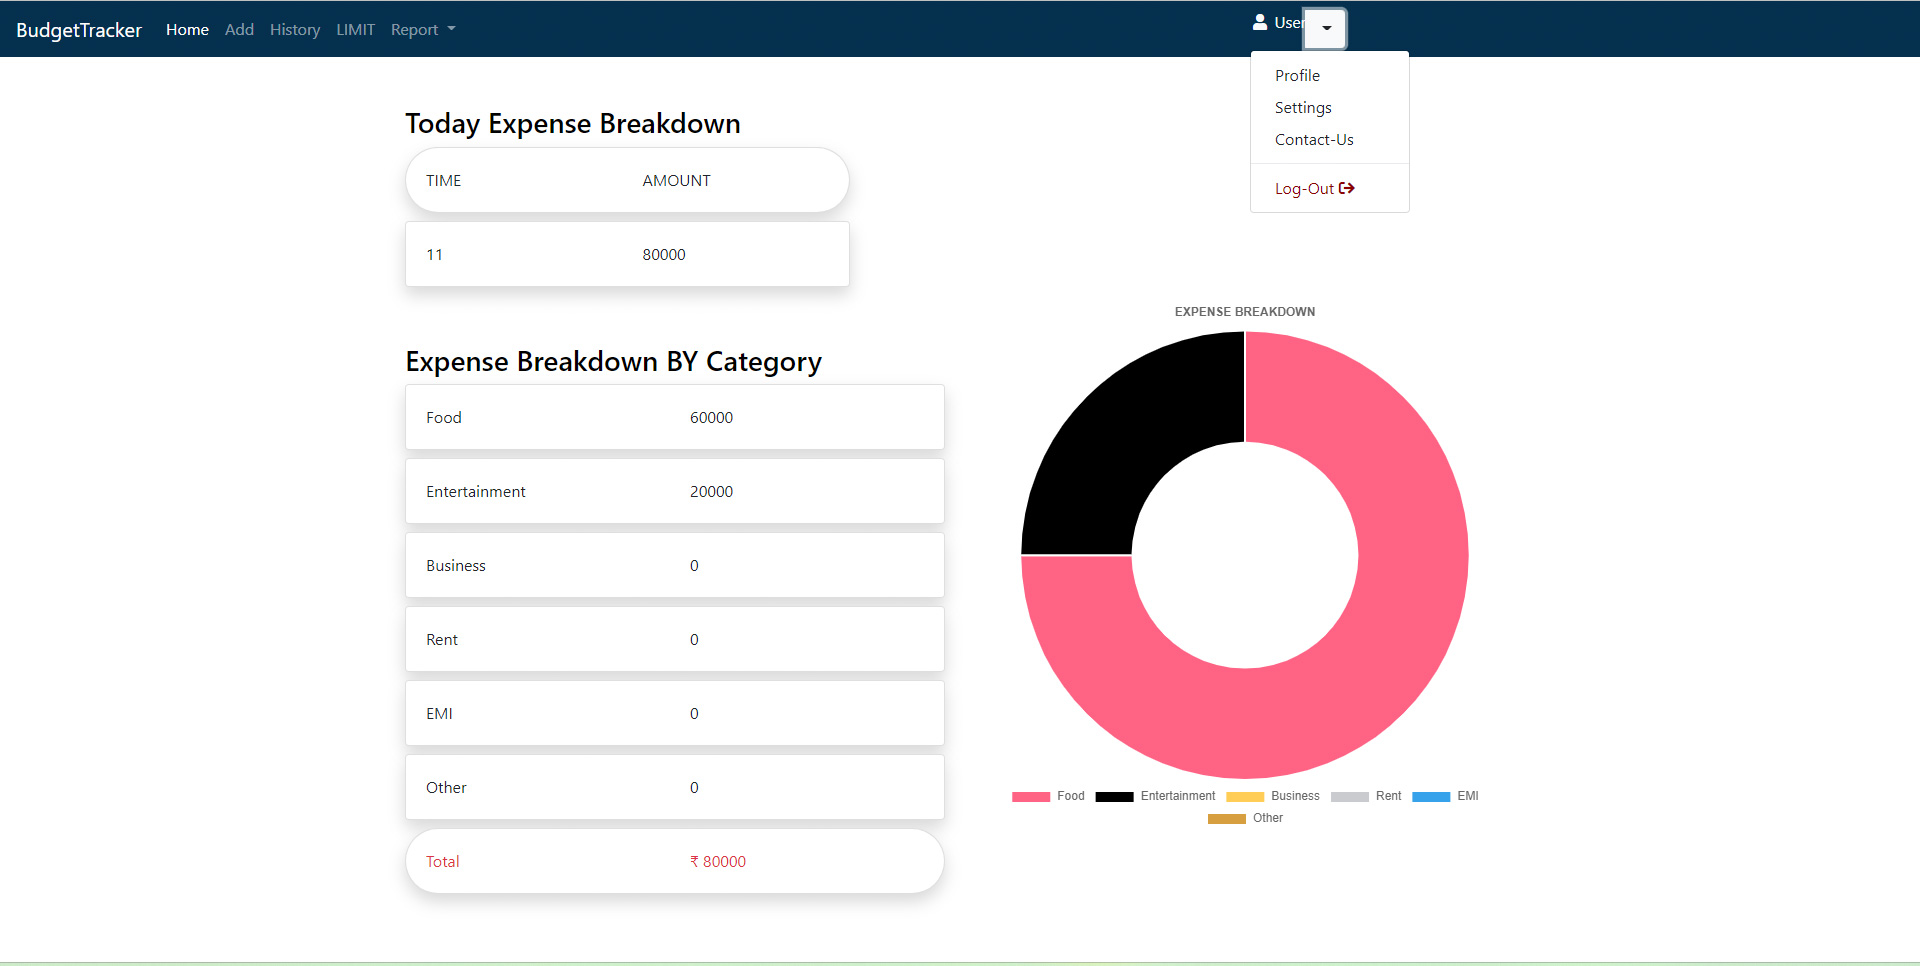 BudgetTracker Home Add History LIMIT Report User
Profile
Settings
Contact-Us
Log-Out
Today Expense Breakdown
TIME AMOUNT
11 80000
Expense Breakdown BY Category
Food 60000
Entertainment 20000
Business 0
Rent 0
EMI 0
Other 0
Total ₹ 80000
EXPENSE BREAKDOWN
Food Entertainment Business Rent EMI
Other